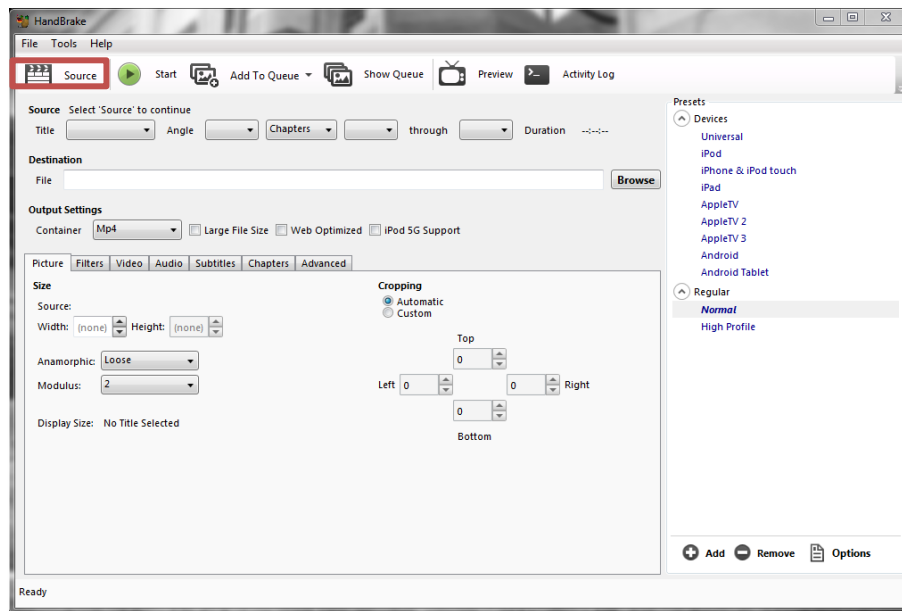 HandBrake
File Tools Help
Source Start Add To Queue Show Queue Preview Activity Log
Source Select 'Source' to continue
Title Angle Chapters through Duration --:--:--
Destination
File Browse
Output Settings
Container Mp4 Large File Size Web Optimized iPod 5G Support
Picture Filters Video Audio Subtitles Chapters Advanced
Size
Source:
Width: (none) Height: (none)
Anamorphic: Loose
Modulus: 2
Display Size: No Title Selected
Cropping
Automatic
Custom
Top
0
Left 0 0 Right
0
Bottom
Presets
Devices
Universal
iPod
iPhone & iPod touch
iPad
AppleTV
AppleTV 2
AppleTV 3
Android
Android Tablet
Regular
Normal
High Profile
Add Remove Options
Ready